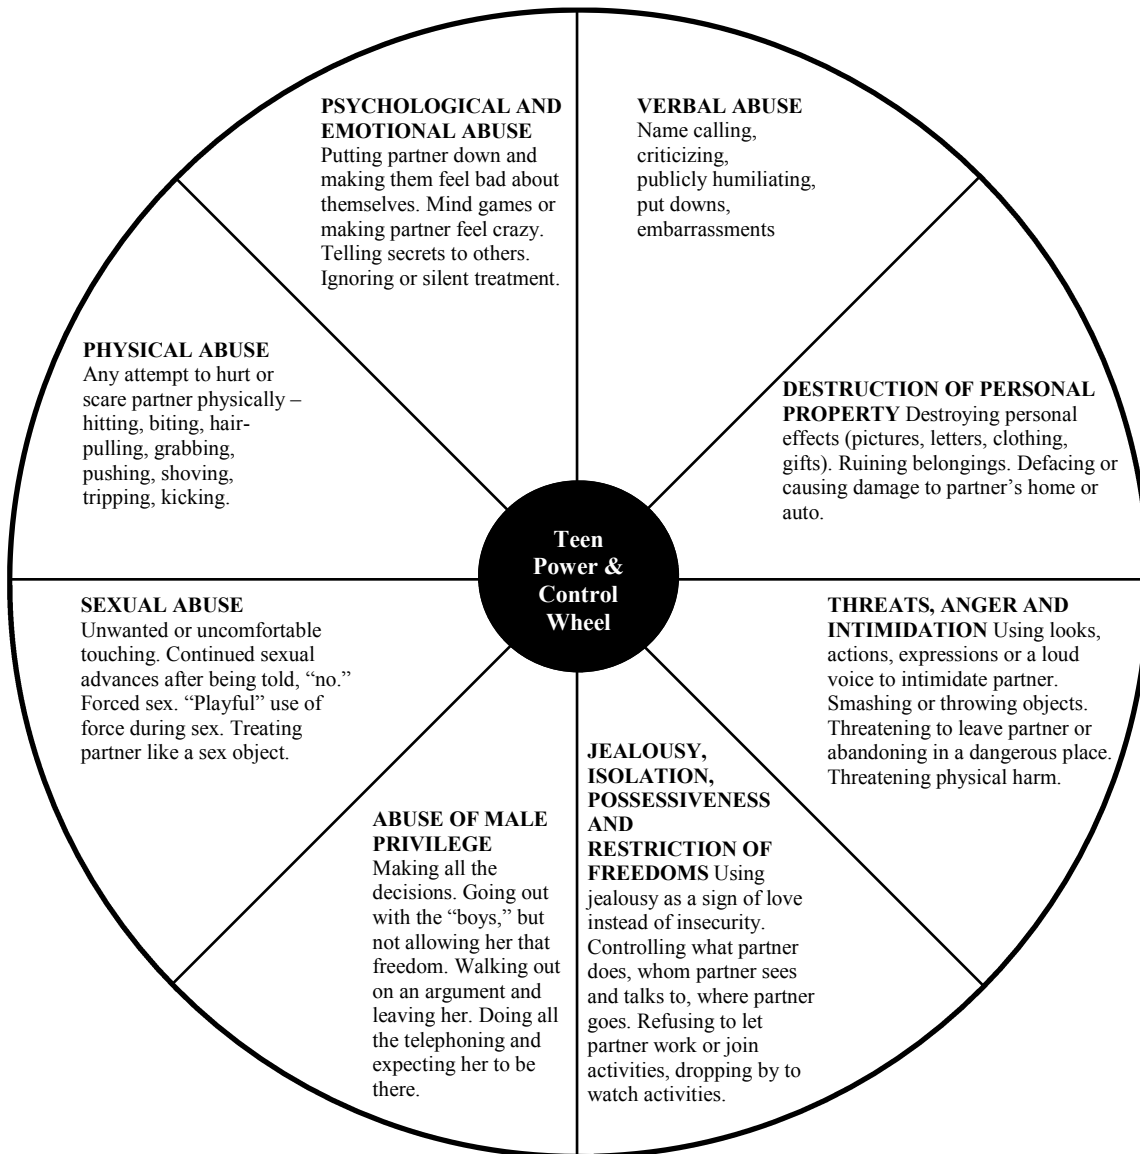 PSYCHOLOGICAL AND
EMOTIONAL ABUSE
Putting partner down and
making them feel bad about
themselves. Mind games or
making partner feel crazy.
Telling secrets to others.
Ignoring or silent treatment.
VERBAL ABUSE
Name calling,
criticizing,
publicly humiliating,
put downs,
embarrassments
PHYSICAL ABUSE
Any attempt to hurt or
scare partner physically –
hitting, biting, hair-
pulling, grabbing,
pushing, shoving,
tripping, kicking.
DESTRUCTION OF PERSONAL
PROPERTY Destroying personal
effects (pictures, letters, clothing,
gifts). Ruining belongings. Defacing or
causing damage to partner’s home or
auto.
Teen
Power &
Control
Wheel
SEXUAL ABUSE
Unwanted or uncomfortable
touching. Continued sexual
advances after being told, “no.”
Forced sex. “Playful” use of
force during sex. Treating
partner like a sex object.
THREATS, ANGER AND
INTIMIDATION Using looks,
actions, expressions or a loud
voice to intimidate partner.
Smashing or throwing objects.
Threatening to leave partner or
abandoning in a dangerous place.
Threatening physical harm.
ABUSE OF MALE
PRIVILEGE
Making all the
decisions. Going out
with the “boys,” but
not allowing her that
freedom. Walking out
on an argument and
leaving her. Doing all
the telephoning and
expecting her to be
there.
JEALOUSY,
ISOLATION,
POSSESSIVENESS
AND
RESTRICTION OF
FREEDOMS Using
jealousy as a sign of love
instead of insecurity.
Controlling what partner
does, whom partner sees
and talks to, where partner
goes. Refusing to let
partner work or join
activities, dropping by to
watch activities.